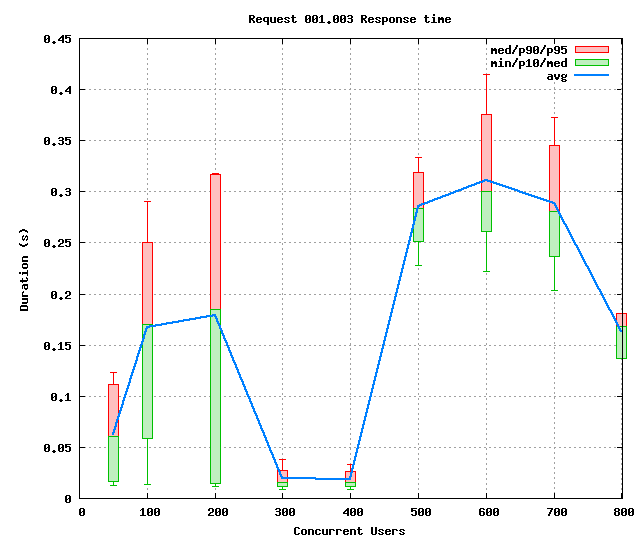 Request 001.003 Response time
med/p90/p95
min/p10/med
avg
0.45
0.4
0.35
0.3
0.25
0.2
0.15
0.1
0.05
0
Duration (s)
0 100 200 300 400 500 600 700 800
Concurrent Users